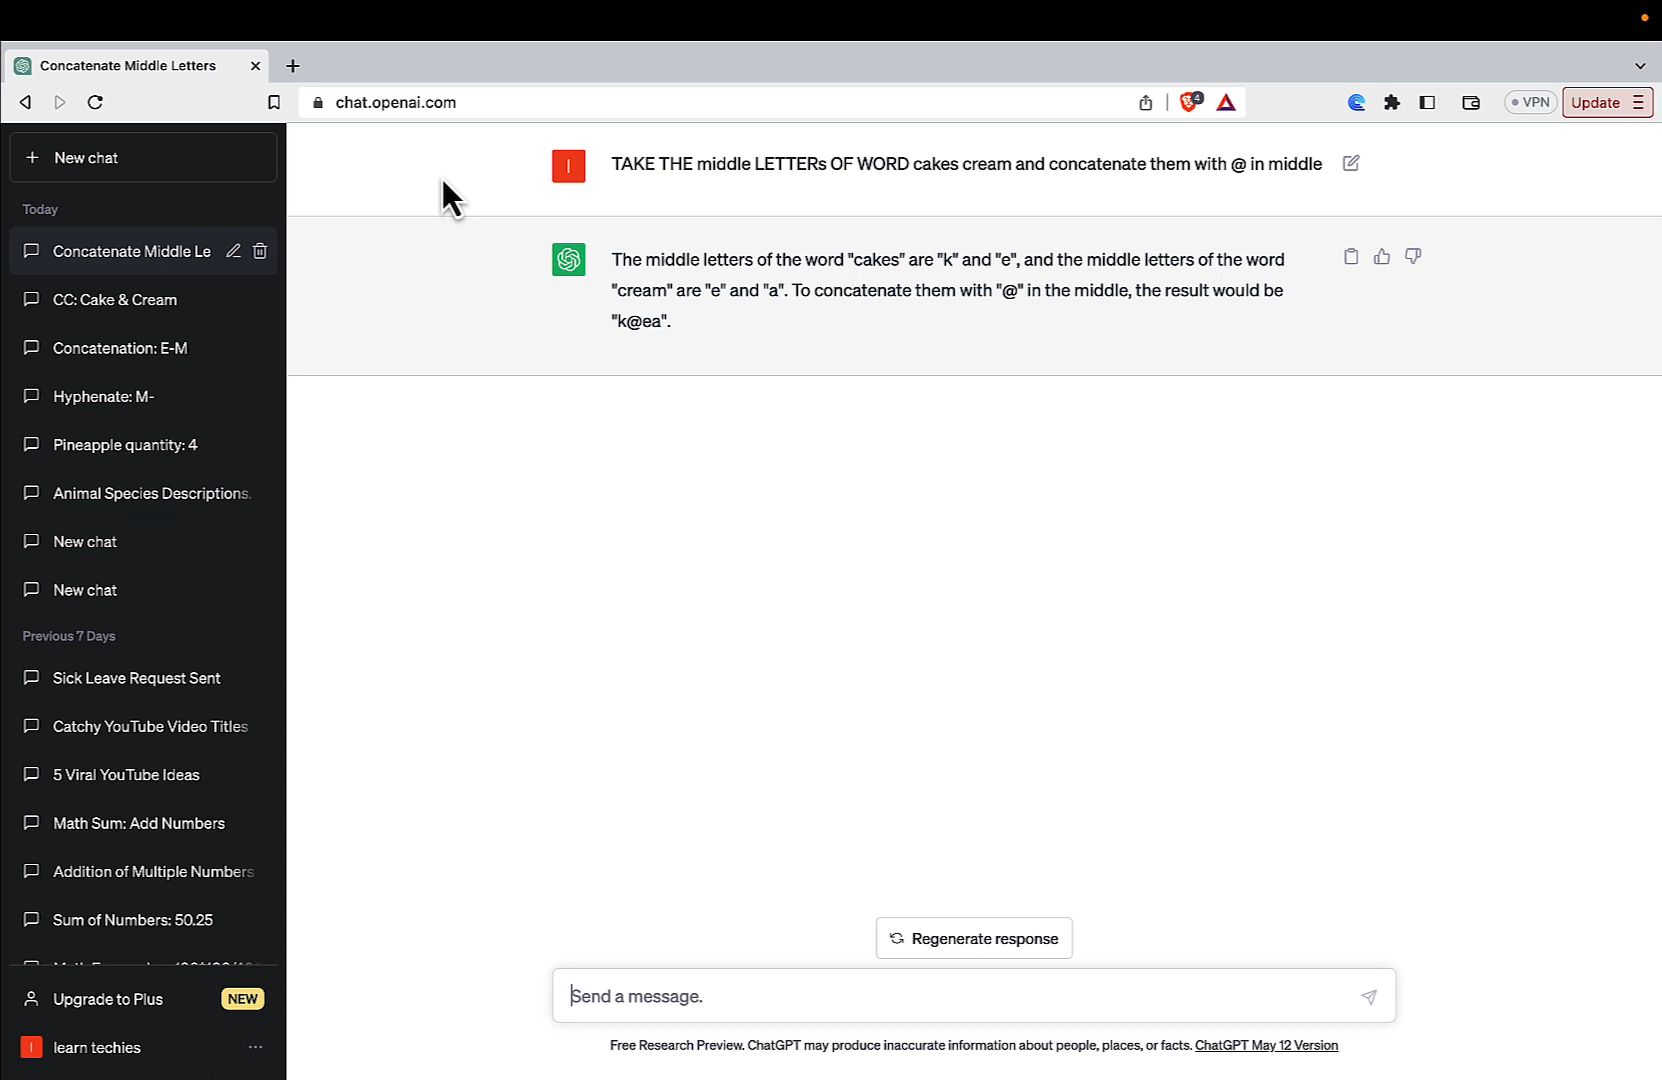 Concatenate Middle Letters
chat.openai.com
4
VPN
Update
New chat
Today
Concatenate Middle Le
CC: Cake & Cream
Concatenation: E-M
Hyphenate: M-
Pineapple quantity: 4
Animal Species Descriptions.
New chat
New chat
Previous 7 Days
Sick Leave Request Sent
Catchy YouTube Video Titles
5 Viral YouTube Ideas
Math Sum: Add Numbers
Addition of Multiple Numbers
Sum of Numbers: 50.25
Upgrade to Plus NEW
I learn techies
I
TAKE THE middle LETTERs OF WORD cakes cream and concatenate them with @ in middle
The middle letters of the word "cakes" are "k" and "e", and the middle letters of the word
"cream" are "e" and "a". To concatenate them with "@" in the middle, the result would be
"k@ea".
Regenerate response
Send a message.
Free Research Preview. ChatGPT may produce inaccurate information about people, places, or facts. ChatGPT May 12 Version